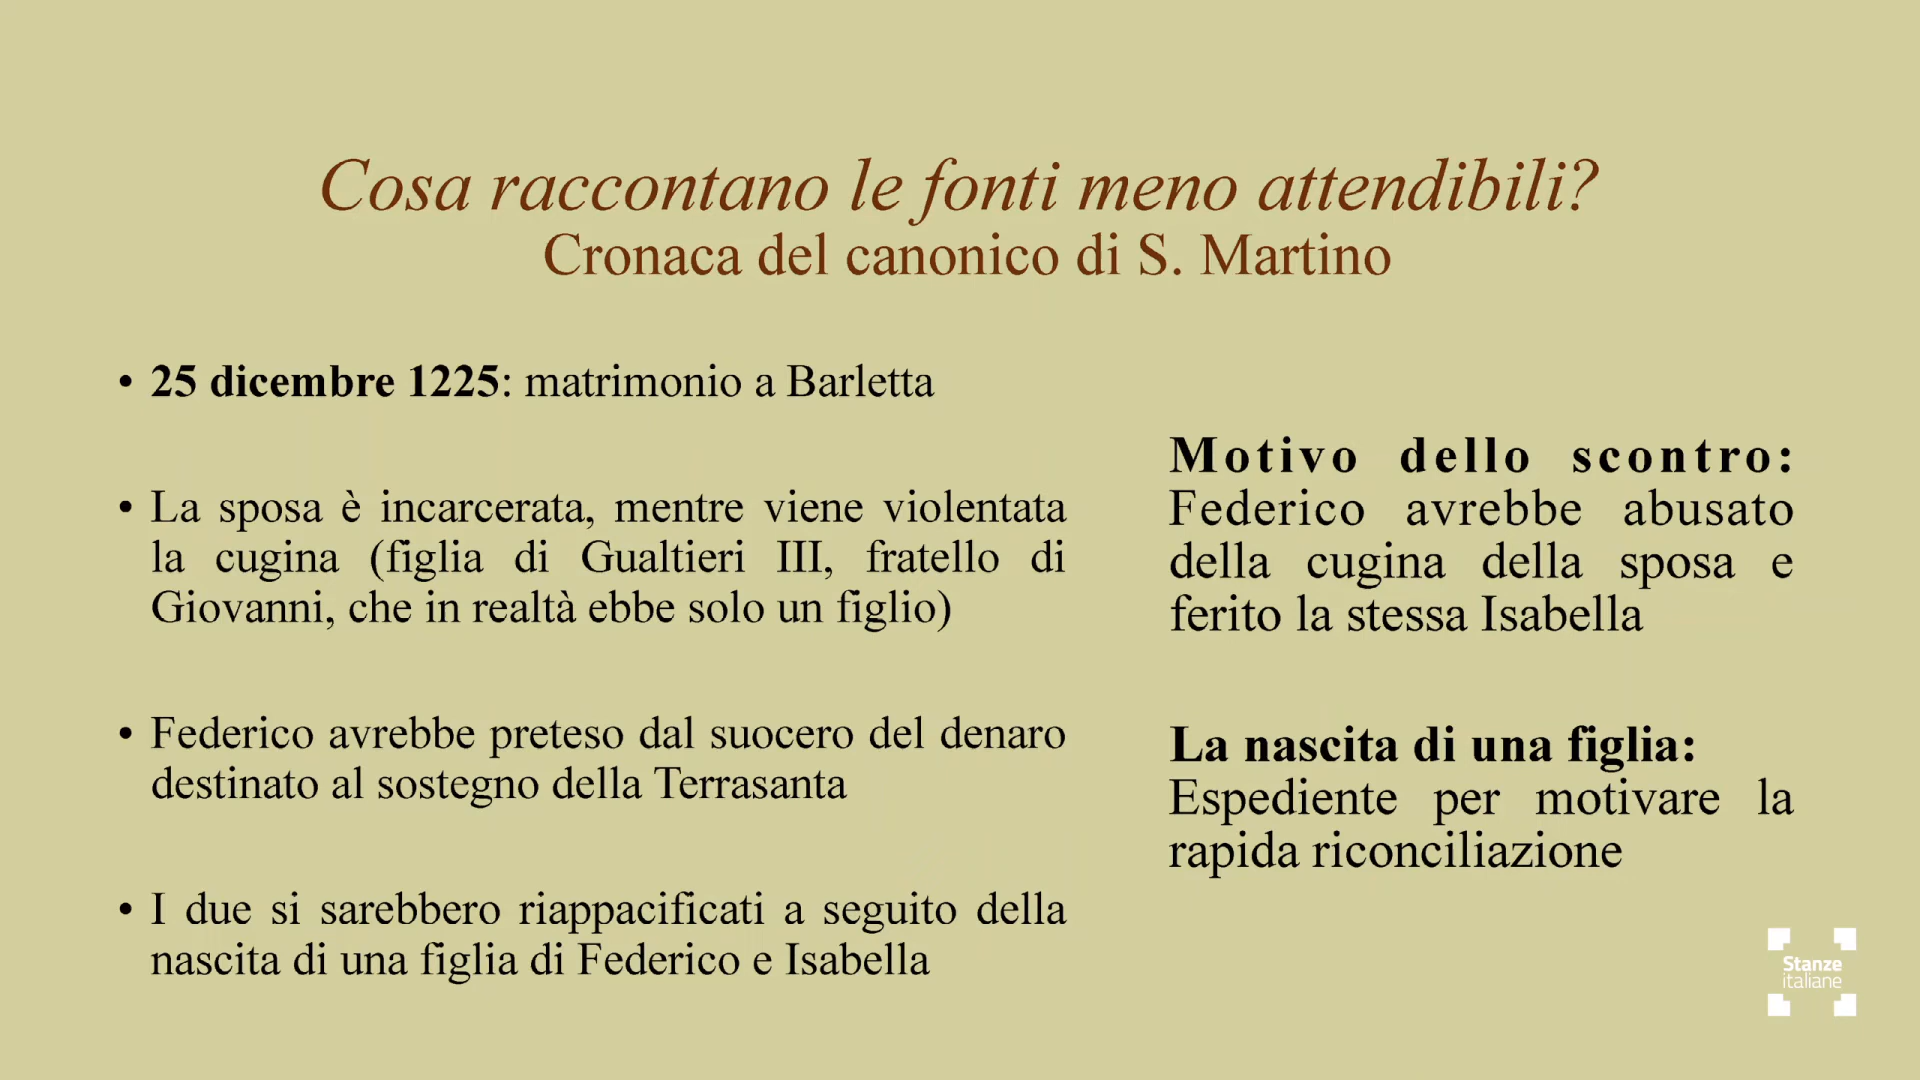 Cosa raccontano le fonti meno attendibili?
Cronaca del canonico di S. Martino
• 25 dicembre 1225: matrimonio a Barletta
• La sposa è incarcerata, mentre viene violentata
la cugina (figlia di Gualtieri III, fratello di
Giovanni, che in realtà ebbe solo un figlio)
• Federico avrebbe preteso dal suocero del denaro
destinato al sostegno della Terrasanta
• I due si sarebbero riappacificati a seguito della
nascita di una figlia di Federico e Isabella
Motivo dello scontro:
Federico avrebbe abusato
della cugina della sposa e
ferito la stessa Isabella
La nascita di una figlia:
Espediente per motivare la
rapida riconciliazione
Stanze
italiane